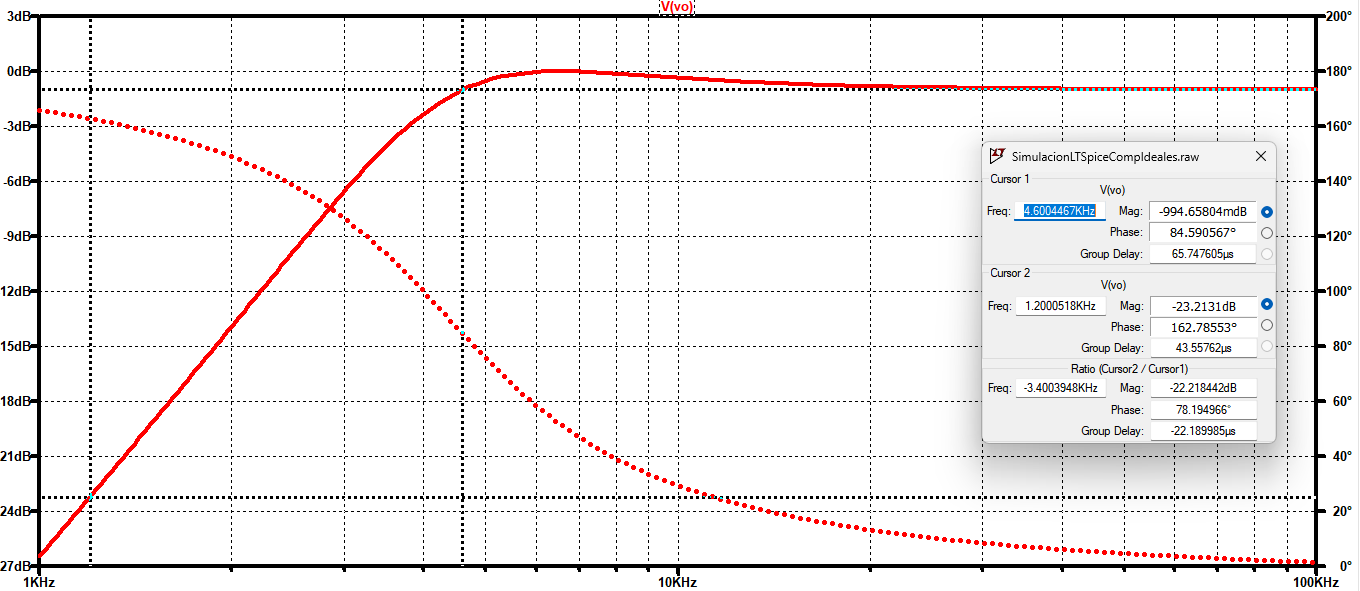 V(vo)
3dB
0dB
-3dB
-6dB
-9dB
12dB
15dB
18dB
21dB
24dB
27dB
200°
180°
160°
140°
120°
100°
80°
60°
40°
20°
0°
1KHz
10KHz
100KHz
SimulacionLTSpiceCompIdeales.raw
Cursor 1
V(vo)
Freq: 4.6004467KHz Mag: -994.65804mdB
Phase: 84.590567°
Group Delay: 65.747605µs
Cursor 2
V(vo)
Freq: 1.2000518KHz Mag: -23.2131dB
Phase: 162.78553°
Group Delay: 43.55762µs
Ratio (Cursor2 / Cursor1)
Freq: -3.4003948KHz Mag: -22.218442dB
Phase: 78.194966°
Group Delay: -22.189985µs